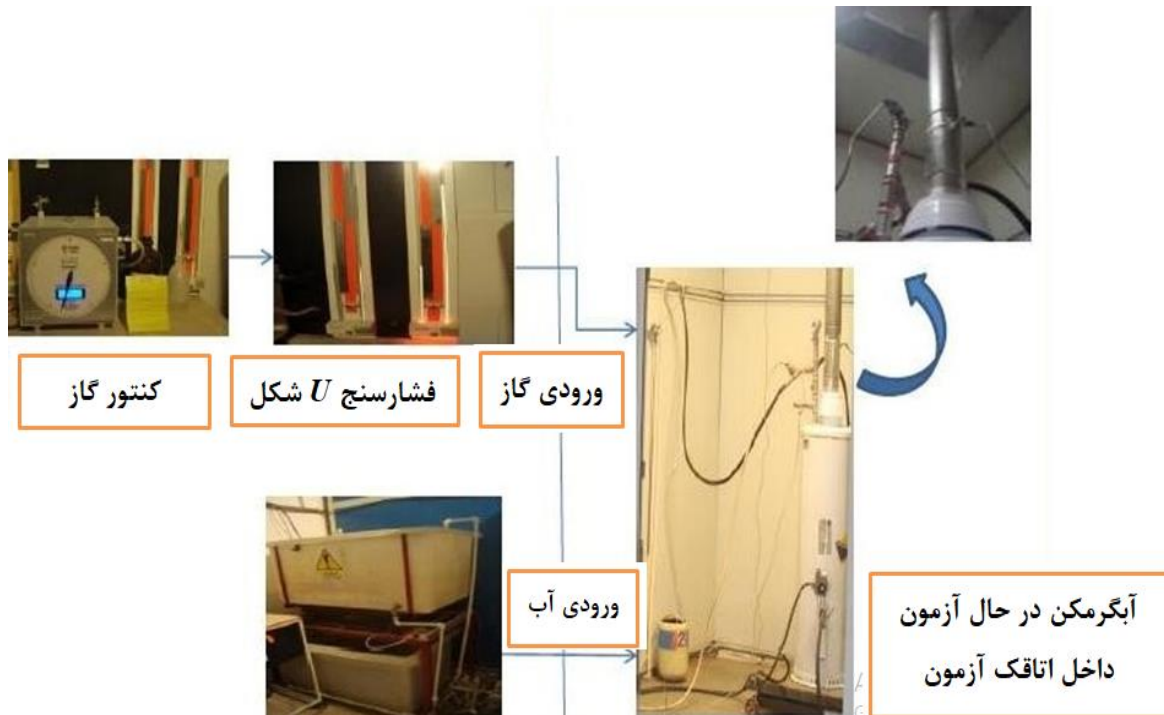 کنتور گاز
فشارسنج U شکل
ورودی گاز
ورودی آب
آبگرمکن در حال آزمون
داخل اتاقک آزمون